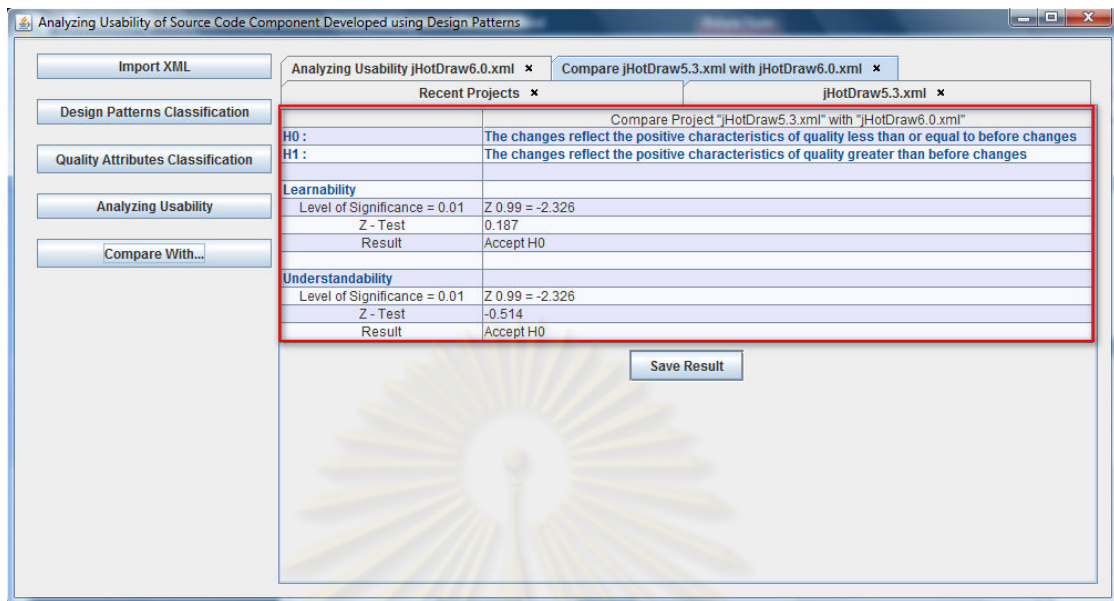 Analyzing Usability of Source Code Component Developed using Design Patterns
Import XML
Design Patterns Classification
Quality Attributes Classification
Analyzing Usability
Compare With...
Analyzing Usability jHotDraw6.0.xml ×
Compare jHotDraw5.3.xml with jHotDraw6.0.xml ×
Recent Projects ×
jHotDraw5.3.xml ×
Compare Project "jHotDraw5.3.xml" with "jHotDraw6.0.xml"
H0 : The changes reflect the positive characteristics of quality less than or equal to before changes
H1 : The changes reflect the positive characteristics of quality greater than before changes
Learnability
Level of Significance = 0.01 Z 0.99 = -2.326
Z - Test 0.187
Result Accept H0
Understandability
Level of Significance = 0.01 Z 0.99 = -2.326
Z - Test -0.514
Result Accept H0
Save Result